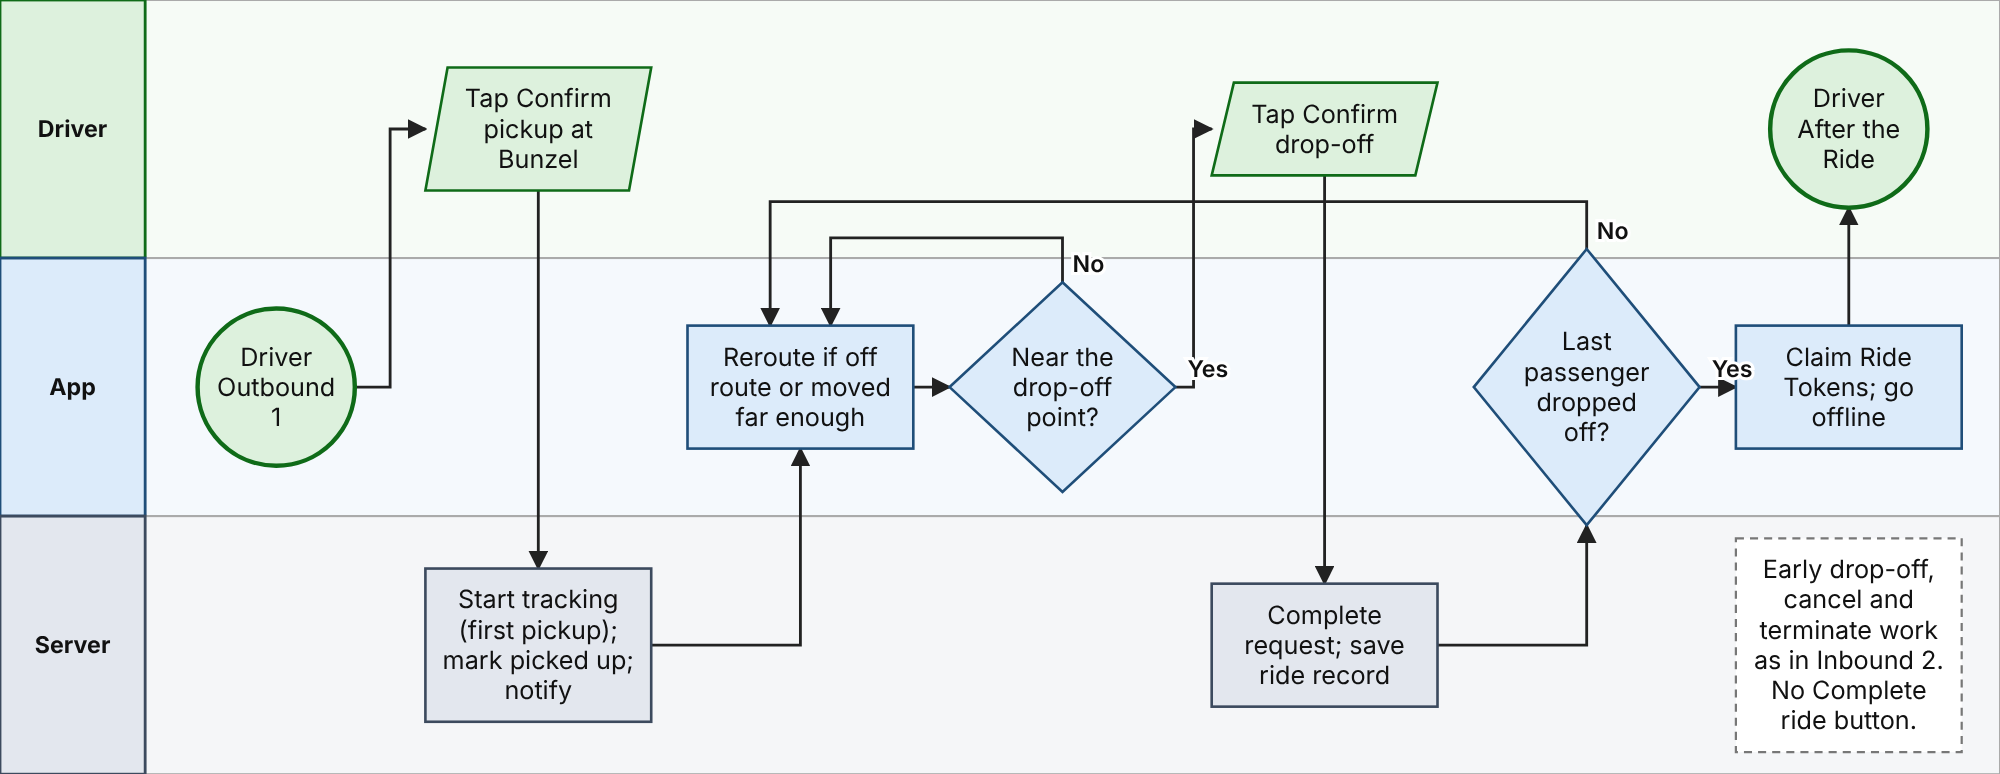 Driver
Tap Confirm
pickup at
Bunzel
Tap Confirm
drop-off
Driver
After the
Ride
No
No
App
Driver
Outbound
1
Reroute if off
route or moved
far enough
Near the
drop-off
point?
Yes
Last
passenger
dropped
off?
Yes
Claim Ride
Tokens; go
offline
Server
Start tracking
(first pickup);
mark picked up;
notify
Complete
request; save
ride record
Early drop-off,
cancel and
terminate work
as in Inbound 2.
No Complete
ride button.